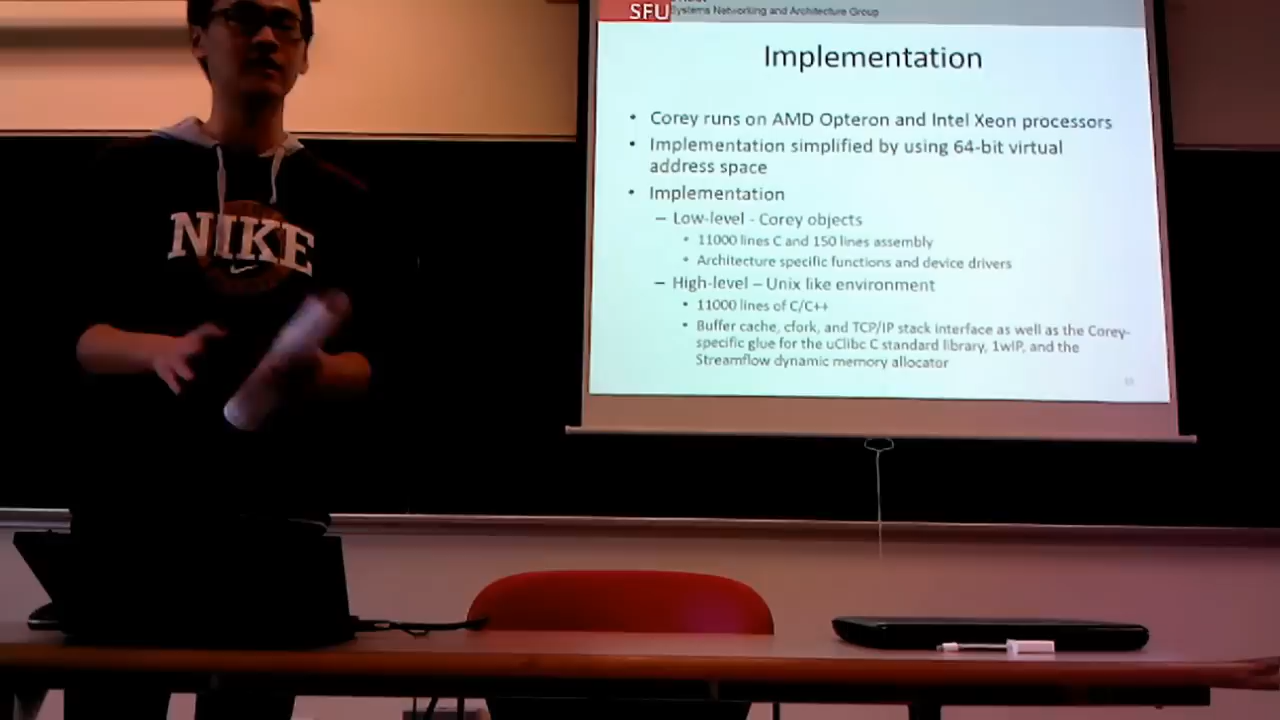 SFU
Systems Networking and Architecture Group
Implementation
• Corey runs on AMD Opteron and Intel Xeon processors
• Implementation simplified by using 64-bit virtual
address space
• Implementation
– Low-level - Corey objects
• 11000 lines C and 150 lines assembly
• Architecture specific functions and device drivers
– High-level – Unix like environment
• 11000 lines of C/C++
• Buffer cache, cfork, and TCP/IP stack interface as well as the Corey-
specific glue for the uClibc C standard library, 1wIP, and the
Streamflow dynamic memory allocator
NIKE